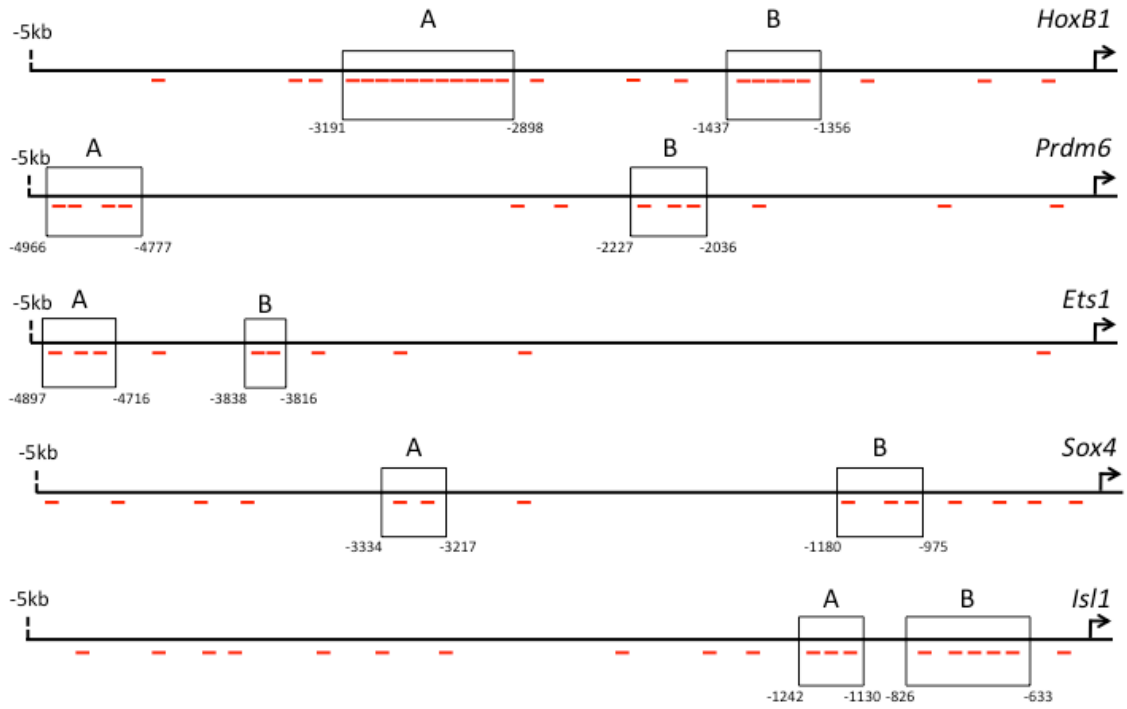 A B HoxB1
-5kb
-3191 -2898 -1437 -1356
A B Prdm6
-5kb
-4966 -4777 -2227 -2036
A B Ets1
-5kb
-4897 -4716 -3838 -3816
A B Sox4
-5kb
-3334 -3217 -1180 -975
A B Isl1
-5kb
-1242 -1130 -826 -633